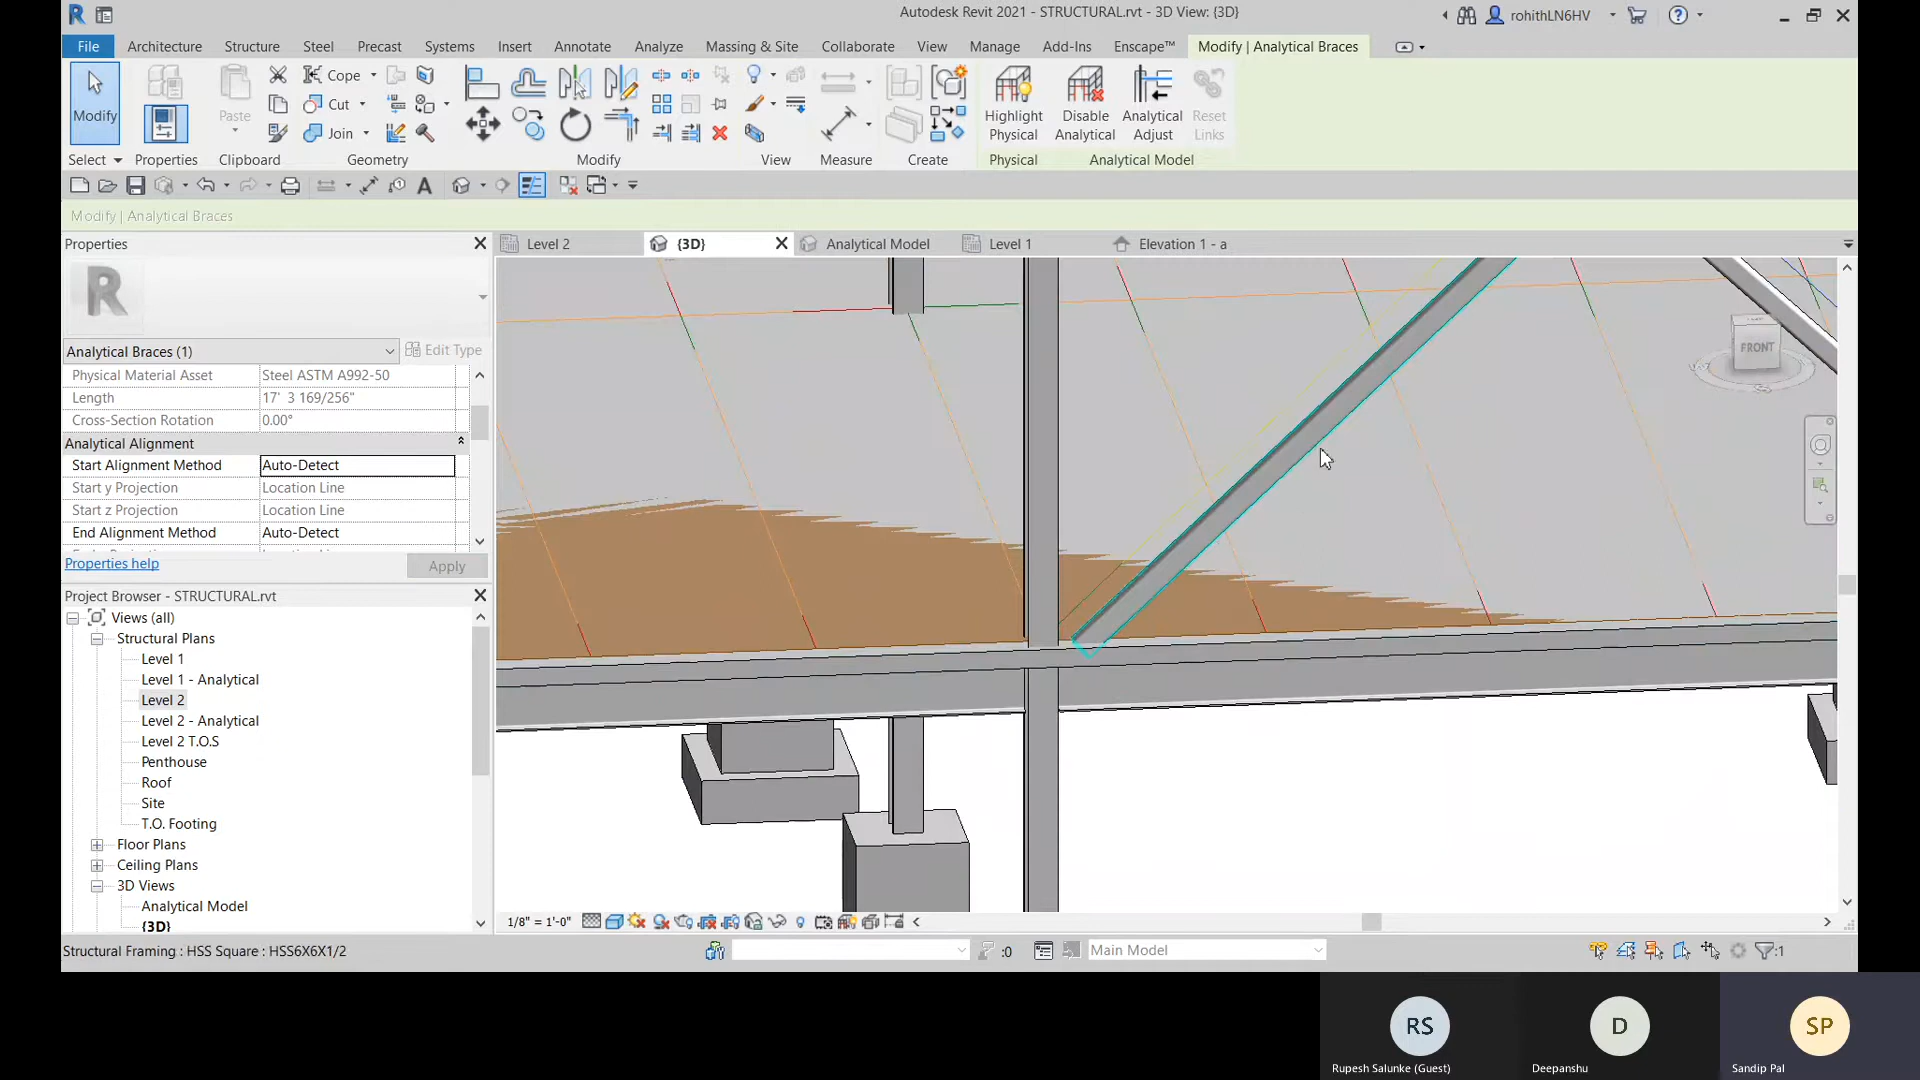 Autodesk Revit 2021 - STRUCTURAL.rvt - 3D View: {3D}
rohithLN6HV
File Architecture Structure Steel Precast Systems Insert Annotate Analyze Massing & Site Collaborate View Manage Add-Ins Enscape™ Modify | Analytical Braces
Modify
Paste
Cope
Cut
Join
Highlight Physical
Disable Analytical
Analytical Adjust
Reset Links
Select Properties Clipboard Geometry Modify View Measure Create Physical Analytical Model
Modify | Analytical Braces
Properties
Level 2 {3D} Analytical Model Level 1 Elevation 1 - a
R
Analytical Braces (1)
Edit Type
Physical Material Asset Steel ASTM A992-50
Length 17' 3 169/256"
Cross-Section Rotation 0.00°
Analytical Alignment
Start Alignment Method Auto-Detect
Start y Projection Location Line
Start z Projection Location Line
End Alignment Method Auto-Detect
Properties help
Apply
FRONT
Project Browser - STRUCTURAL.rvt
Views (all)
Structural Plans
Level 1
Level 1 - Analytical
Level 2
Level 2 - Analytical
Level 2 T.O.S
Penthouse
Roof
Site
T.O. Footing
Floor Plans
Ceiling Plans
3D Views
Analytical Model
{3D}
1/8" = 1'-0"
Structural Framing : HSS Square : HSS6X6X1/2
:0
Main Model
:1
RS
D
SP
Rupesh Salunke (Guest)
Deepanshu
Sandip Pal